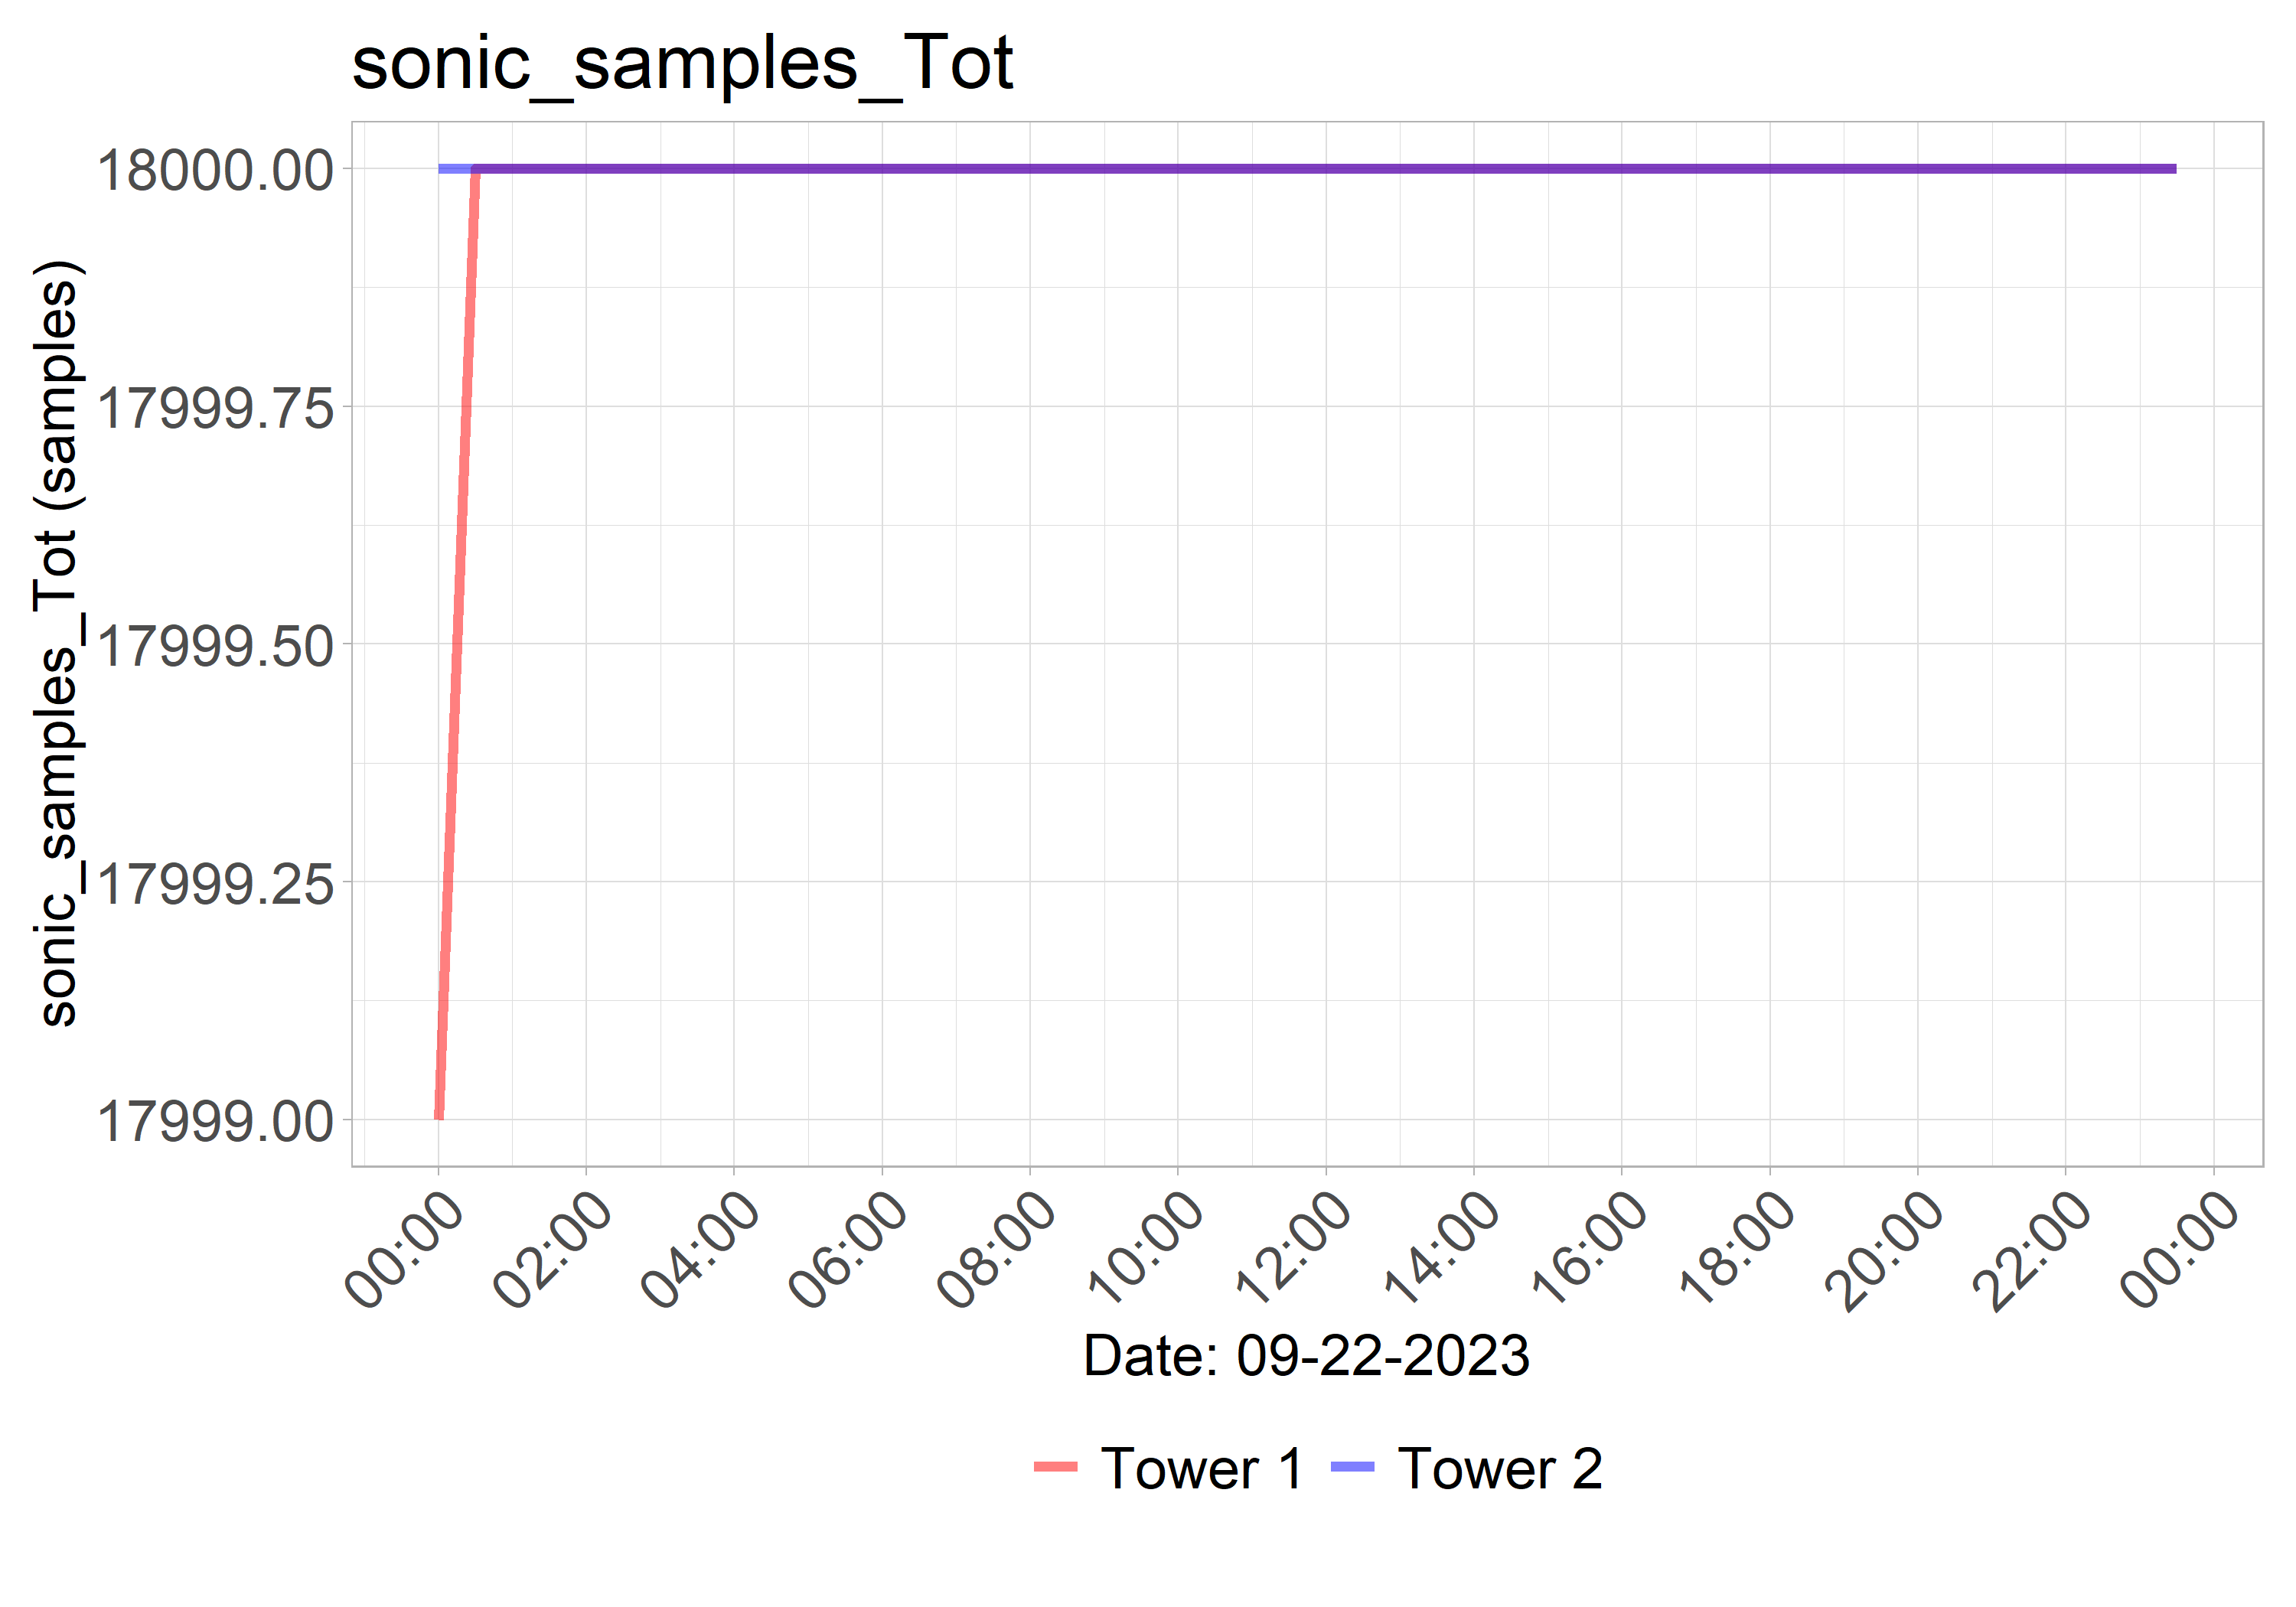 sonic_samples_Tot
sonic_samples_Tot (samples)
18000.00
17999.75
17999.50
17999.25
17999.00
00:00 02:00 04:00 06:00 08:00 10:00 12:00 14:00 16:00 18:00 20:00 22:00 00:00
Date: 09-22-2023
Tower 1 Tower 2